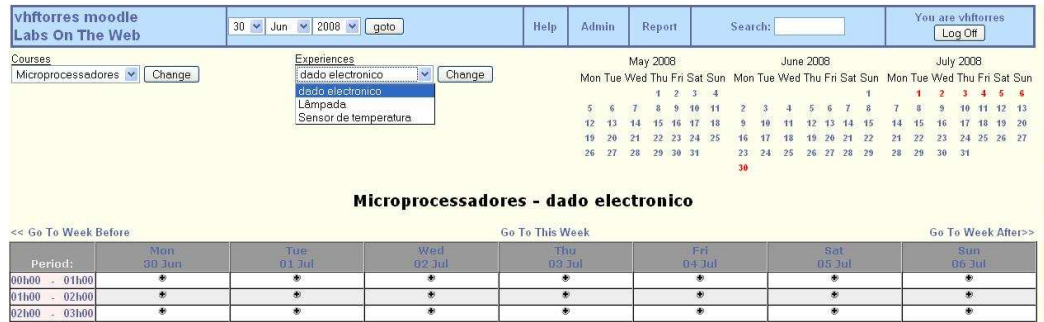 vhftorres moodle
Labs On The Web
30 Jun 2008 goto
Help Admin Report Search:
You are vhftorres
Log Off
Courses
Microprocessadores Change
Experiences
dado electronico Change
dado electronico
Lâmpada
Sensor de temperatura
May 2008
Mon Tue Wed Thu Fri Sat Sun
1 2 3 4
5 6 7 8 9 10 11
12 13 14 15 16 17 18
19 20 21 22 23 24 25
26 27 28 29 30 31
June 2008
Mon Tue Wed Thu Fri Sat Sun
1
2 3 4 5 6 7 8
9 10 11 12 13 14 15
16 17 18 19 20 21 22
23 24 25 26 27 28 29
30
July 2008
Mon Tue Wed Thu Fri Sat Sun
1 2 3 4 5 6
7 8 9 10 11 12 13
14 15 16 17 18 19 20
21 22 23 24 25 26 27
28 29 30 31
Microprocessadores - dado electronico
<< Go To Week Before Go To This Week Go To Week After>>
Period: Mon Tue Wed Thu Fri Sat Sun
30 Jun 01 Jul 02 Jul 03 Jul 04 Jul 05 Jul 06 Jul
00h00 - 01h00
01h00 - 02h00
02h00 - 03h00